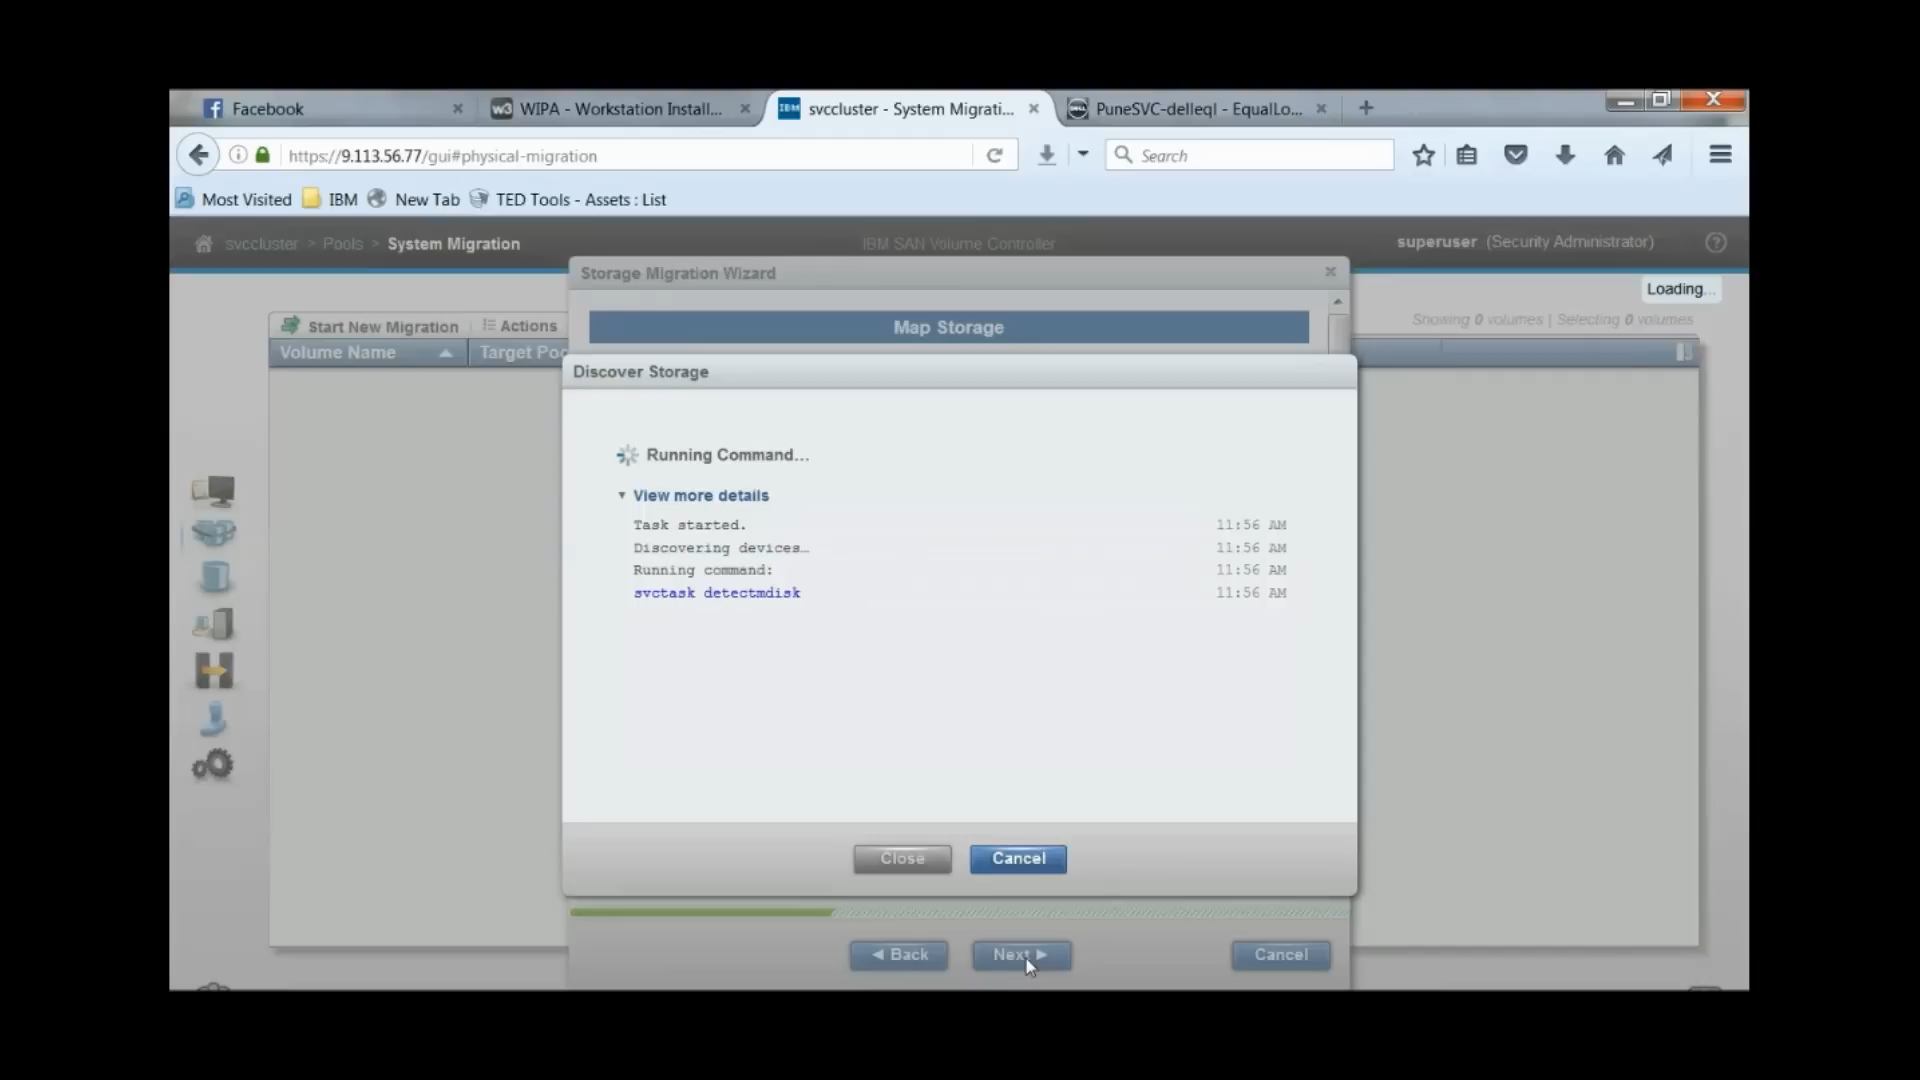 Facebook
w3 WIPA - Workstation Install...
IBM svccluster - System Migrati...
DELL PuneSVC-delleql - EqualLo...
https://9.113.56.77/gui#physical-migration
Search
Most Visited
IBM
New Tab
TED Tools - Assets : List
svccluster > Pools > System Migration
IBM SAN Volume Controller
superuser (Security Administrator)
?
Storage Migration Wizard
Loading...
Start New Migration
Actions
Showing 0 volumes | Selecting 0 volumes
Map Storage
Volume Name
Target Poo
Discover Storage
Running Command...
View more details
Task started. 11:56 AM
Discovering devices… 11:56 AM
Running command: 11:56 AM
svctask detectmdisk 11:56 AM
Close
Cancel
Back
Next
Cancel